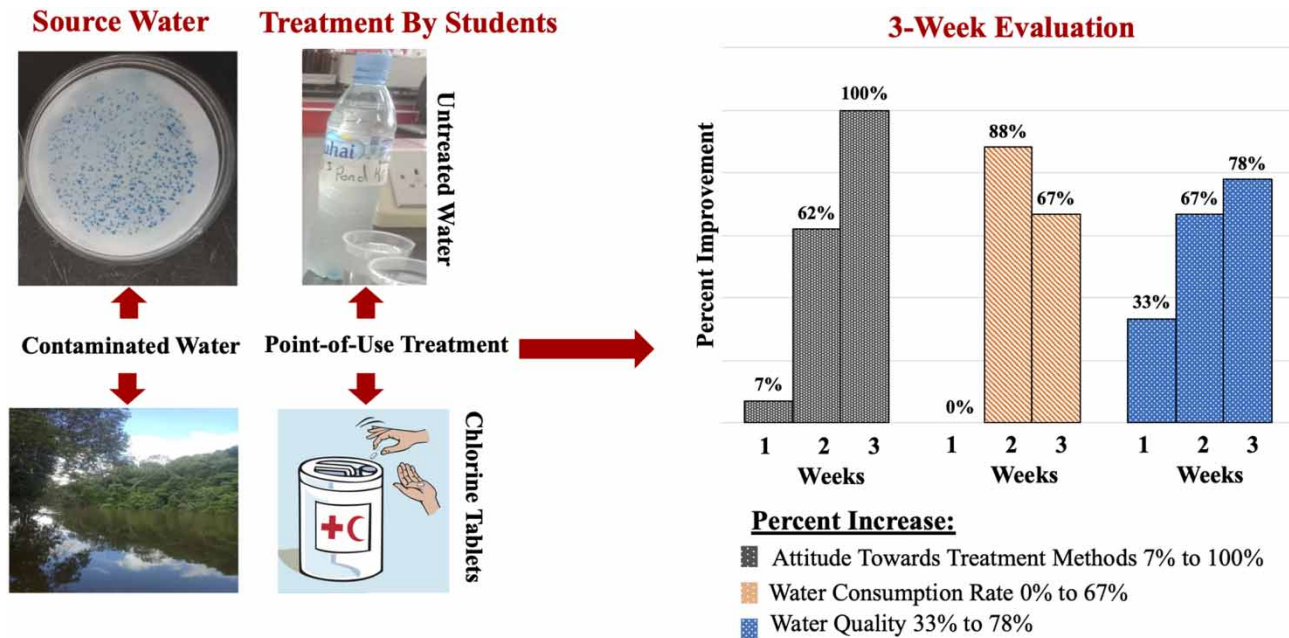 Source Water
Treatment By Students
Untreated Water
Contaminated Water
Point-of-Use Treatment
Chlorine Tablets
3-Week Evaluation
Percent Improvement
7%
62%
100%
0%
88%
67%
33%
67%
78%
1 2 3
1 2 3
1 2 3
Weeks
Weeks
Weeks
Percent Increase:
Attitude Towards Treatment Methods 7% to 100%
Water Consumption Rate 0% to 67%
Water Quality 33% to 78%